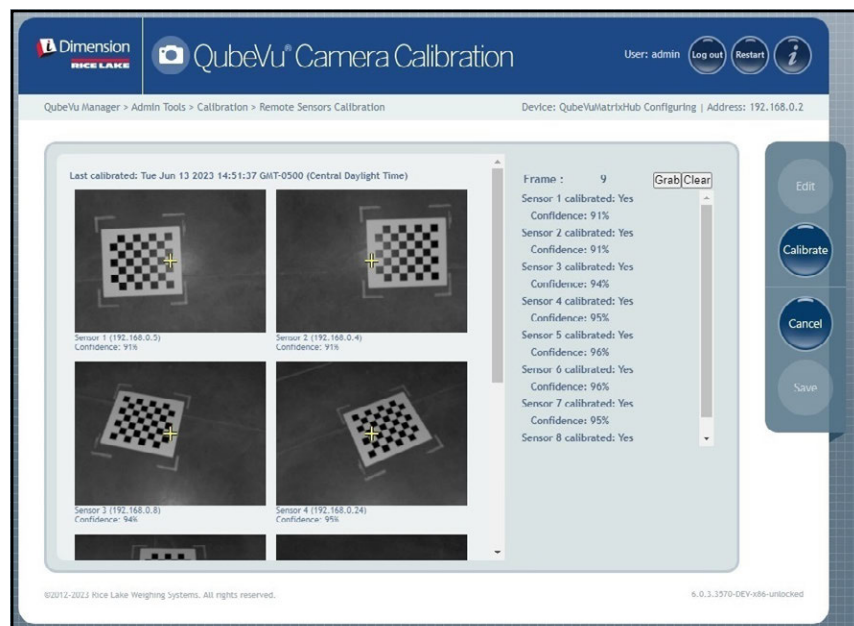 iDimension
RICE LAKE
QubeVu® Camera Calibration
User: admin
Log out
Restart
i
QubeVu Manager > Admin Tools > Calibration > Remote Sensors Calibration
Device: QubeVuMatrixHub Configuring | Address: 192.168.0.2
Last calibrated: Tue Jun 13 2023 14:51:37 GMT-0500 (Central Daylight Time)
Sensor 1 (192.168.0.5)
Confidence: 91%
Sensor 2 (192.168.0.4)
Confidence: 91%
Sensor 3 (192.168.0.8)
Confidence: 94%
Sensor 4 (192.168.0.24)
Confidence: 95%
Frame : 9
Grab
Clear
Sensor 1 calibrated: Yes
Confidence: 91%
Sensor 2 calibrated: Yes
Confidence: 91%
Sensor 3 calibrated: Yes
Confidence: 94%
Sensor 4 calibrated: Yes
Confidence: 95%
Sensor 5 calibrated: Yes
Confidence: 96%
Sensor 6 calibrated: Yes
Confidence: 96%
Sensor 7 calibrated: Yes
Confidence: 95%
Sensor 8 calibrated: Yes
Edit
Calibrate
Cancel
Save
©2012-2023 Rice Lake Weighing Systems. All rights reserved.
6.0.3.3570-DEV-x86-unlocked